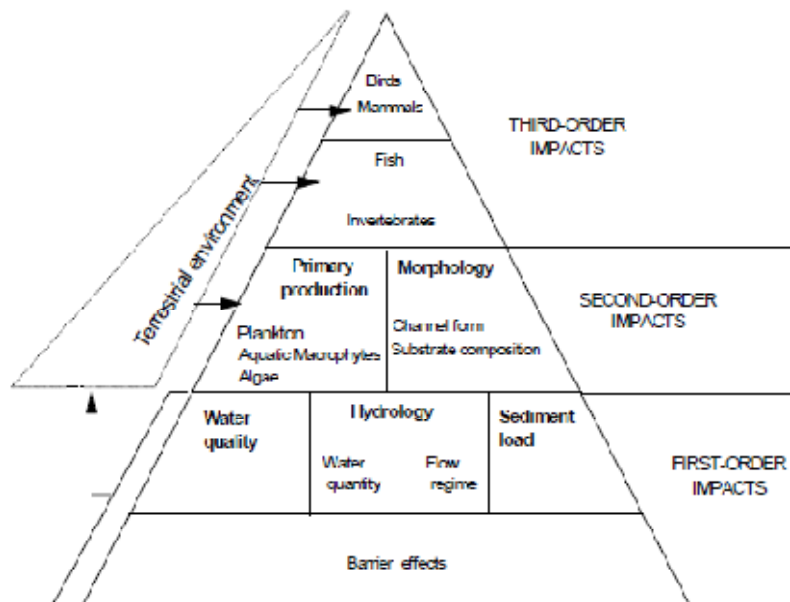 Birds
Mammals
THIRD-ORDER
IMPACTS
Fish
Invertebrates
Terrestrial environment
Primary
production
Morphology
Plankton
Aquatic Macrophytes
Algae
Channel form
Substrate composition
SECOND-ORDER
IMPACTS
Water
quality
Hydrology
Water
quantity
Flow
regime
Sediment
load
FIRST-ORDER
IMPACTS
Barrier effects